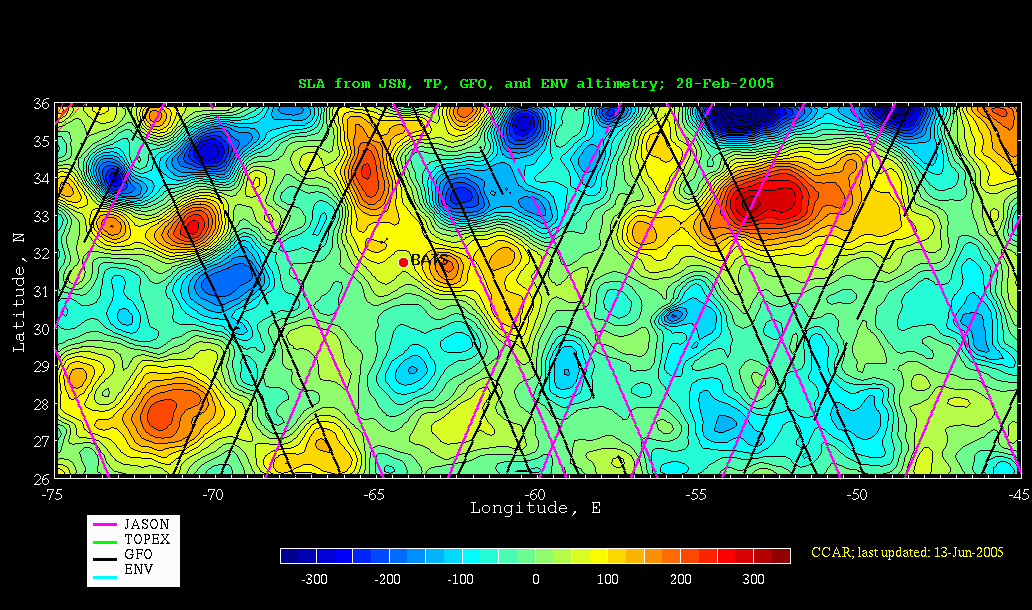 SLA from JSN, TP, GFO, and ENV altimetry; 28-Feb-2005
36
35
34
33
32
31
30
29
28
27
26
Latitude, N
BATS
-75 -70 -65 -60 -55 -50 -45
Longitude, E
JASON
TOPEX
GFO
ENV
-300 -200 -100 0 100 200 300
CCAR; last updated: 13-Jun-2005